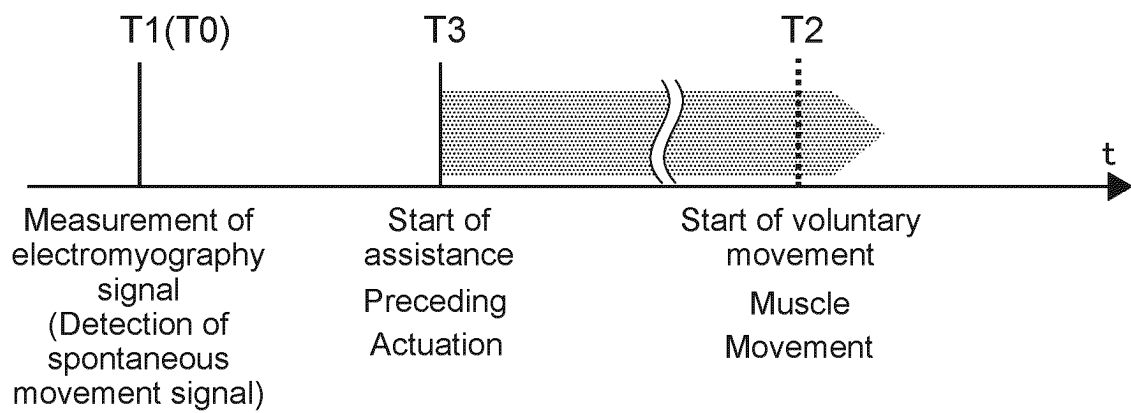 T1(T0)
T3
T2
t
Measurement of
electromyography
signal
(Detection of
spontaneous
movement signal)
Start of
assistance
Preceding
Actuation
Start of voluntary
movement
Muscle
Movement